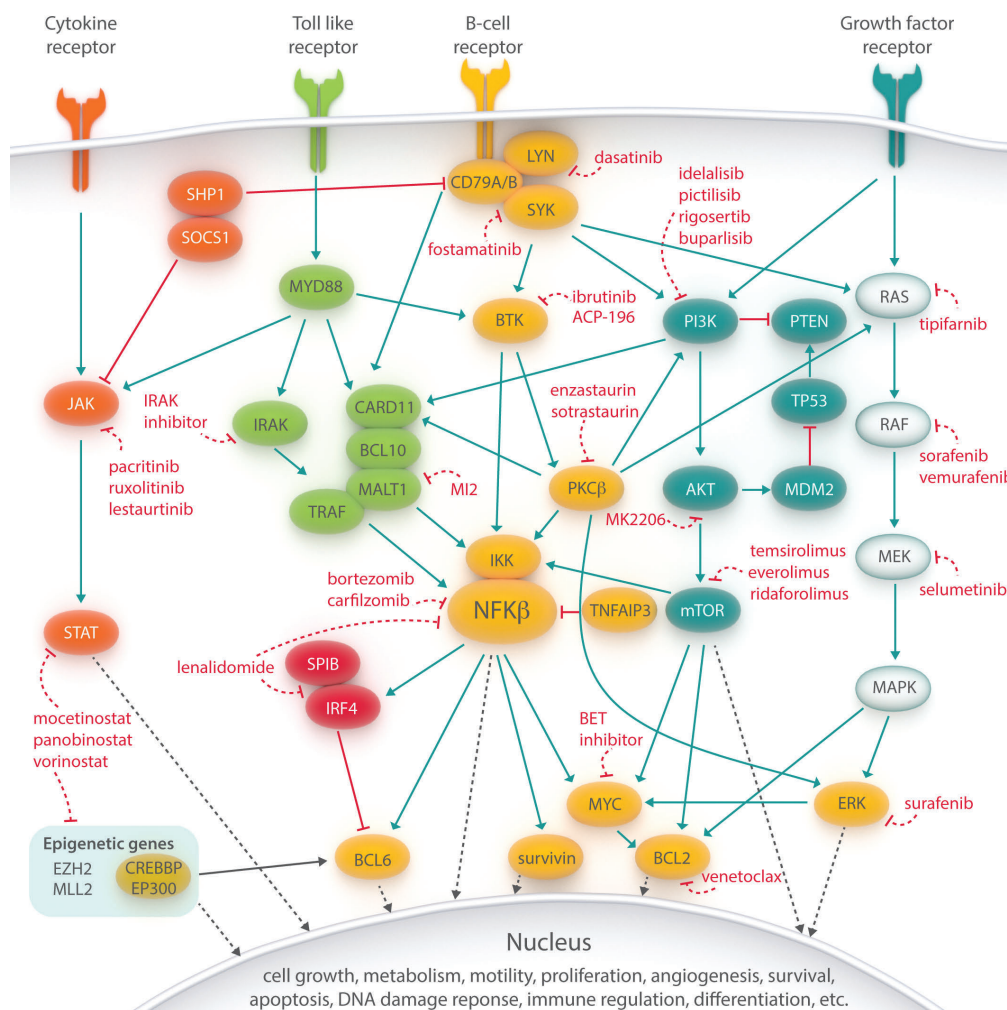 Cytokine
receptor
Toll like
receptor
B-cell
receptor
Growth factor
receptor
LYN
dasatinib
CD79A/B
SHP1
SYK
SOCS1
fostamatinib
idelalisib
pictilisib
rigosertib
buparlisib
MYD88
BTK
ibrutinib
ACP-196
PI3K
PTEN
RAS
tipifarnib
JAK
IRAK
inhibitor
IRAK
CARD11
BCL10
MALT1
TRAF
MI2
enzastaurin
sotrastaurin
PKCβ
TP53
AKT
MDM2
MK2206
RAF
sorafenib
vemurafenib
pacritinib
ruxolitinib
lestaurtinib
IKK
NFKβ
bortezomib
carfilzomib
TNFAIP3
mTOR
temsirolimus
everolimus
ridaforolimus
MEK
selumetinib
STAT
lenalidomide
SPIB
IRF4
MAPK
mocetinostat
panobinostat
vorinostat
BET
inhibitor
MYC
ERK
surafenib
Epigenetic genes
EZH2
MLL2
CREBBP
EP300
BCL6
survivin
BCL2
venetoclax
Nucleus
cell growth, metabolism, motility, proliferation, angiogenesis, survival,
apoptosis, DNA damage reponse, immune regulation, differentiation, etc.